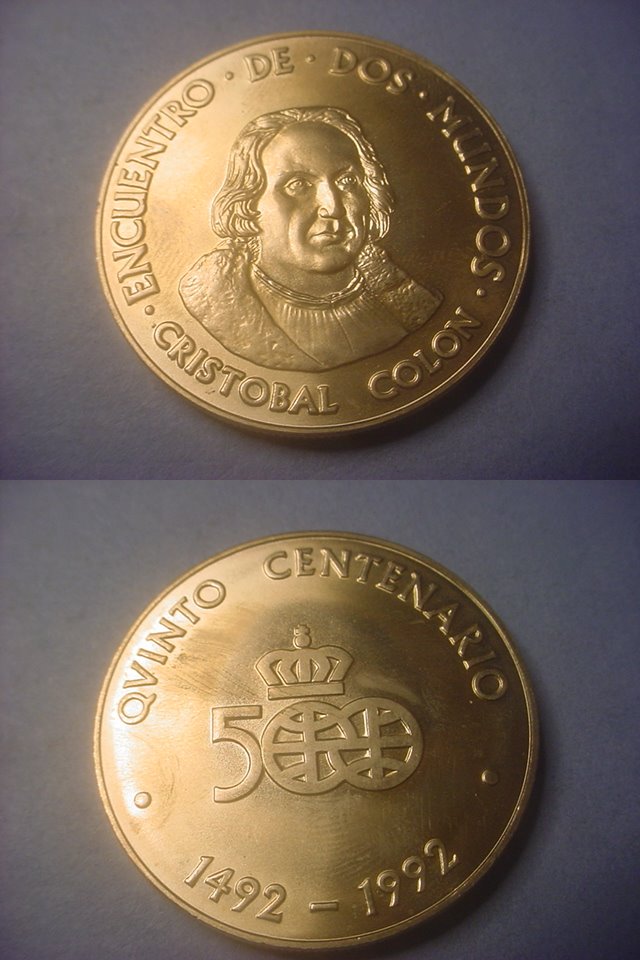 · ENCUENTRO · DE · DOS · MUNDOS ·
CRISTOBAL COLON
QVINTO CENTENARIO
500
1492 – 1992